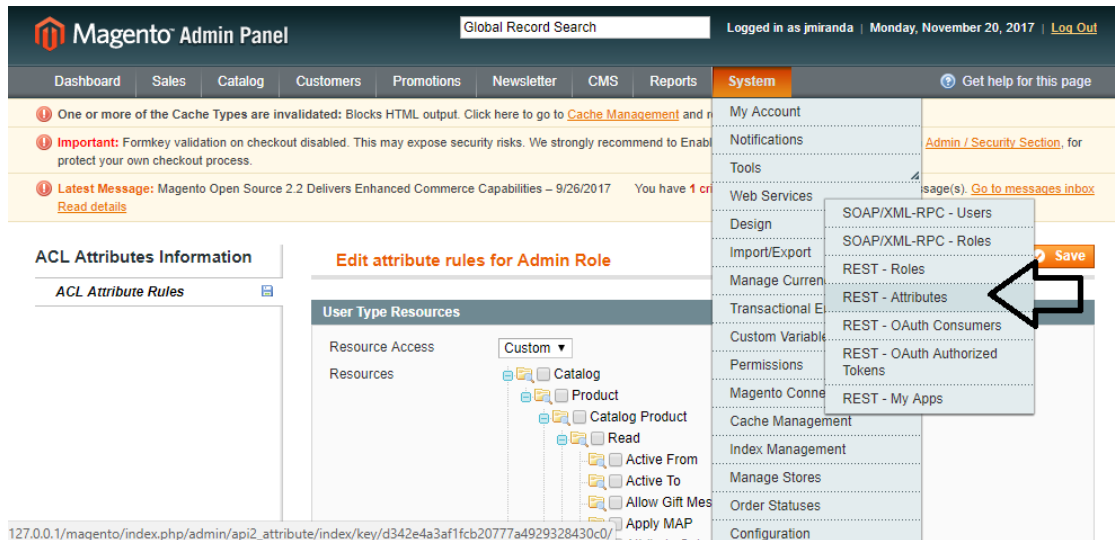 Magento Admin Panel
Global Record Search
Logged in as jmiranda | Monday, November 20, 2017 | Log Out
Dashboard Sales Catalog Customers Promotions Newsletter CMS Reports System Get help for this page
One or more of the Cache Types are invalidated: Blocks HTML output. Click here to go to Cache Management and
Important: Formkey validation on checkout disabled. This may expose security risks. We strongly recommend to Enabl Admin / Security Section, for
protect your own checkout process.
Latest Message: Magento Open Source 2.2 Delivers Enhanced Commerce Capabilities – 9/26/2017 You have 1 cri sage(s). Go to messages inbox
Read details
My Account
Notifications
Tools
Web Services
Design
Import/Export
Manage Curren
Transactional E
Custom Variable
Permissions
Magento Conne
Cache Management
Index Management
Manage Stores
Order Statuses
Configuration
SOAP/XML-RPC - Users
SOAP/XML-RPC - Roles
REST - Roles
REST - Attributes
REST - OAuth Consumers
REST - OAuth Authorized
Tokens
REST - My Apps
ACL Attributes Information
ACL Attribute Rules
Edit attribute rules for Admin Role
Save
User Type Resources
Resource Access Custom ▼
Resources
Catalog
Product
Catalog Product
Read
Active From
Active To
Allow Gift Mes
Apply MAP
127.0.0.1/magento/index.php/admin/api2_attribute/index/key/d342e4a3af1fcb20777a4929328430c0/